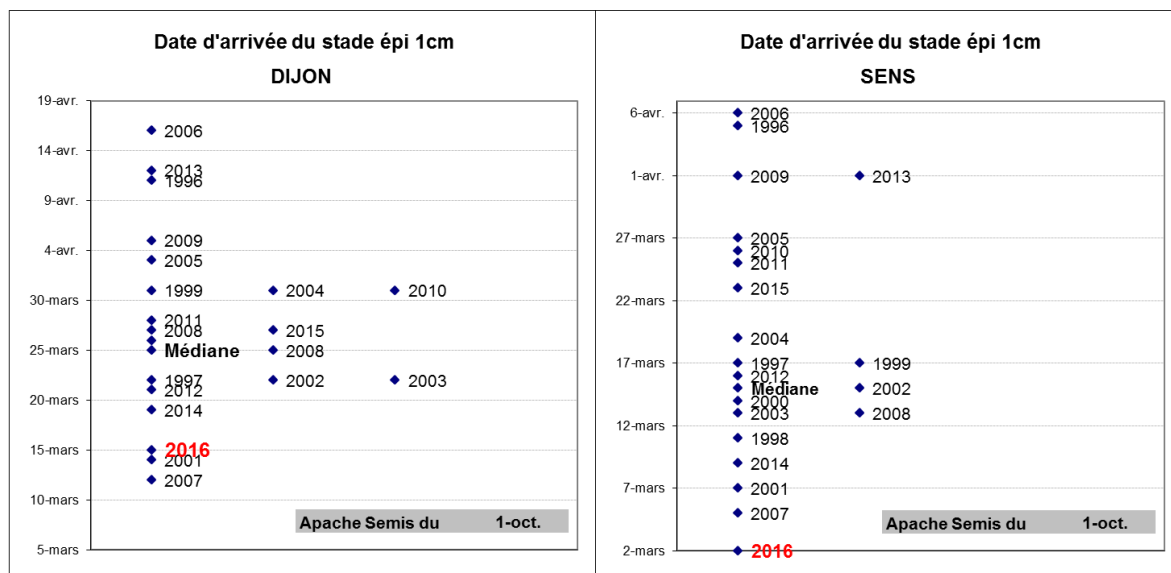 Date d'arrivée du stade épi 1cm
DIJON
19-avr.
2006
14-avr.
2013
1996
9-avr.
2009
4-avr.
2005
1999 2004 2010
30-mars
2011
2008 2015
25-mars
Médiane 2008
1997 2002 2003
2012
20-mars
2014
15-mars
2016
2001
2007
10-mars
Apache Semis du 1-oct.
5-mars
Date d'arrivée du stade épi 1cm
SENS
6-avr.
2006
1996
1-avr.
2009 2013
27-mars
2005
2010
2011
2015
22-mars
2004
17-mars
1997 1999
2012
Médiane 2002
2000
2003 2008
12-mars
1998
2014
7-mars
2001
2007
Apache Semis du 1-oct.
2-mars
2016